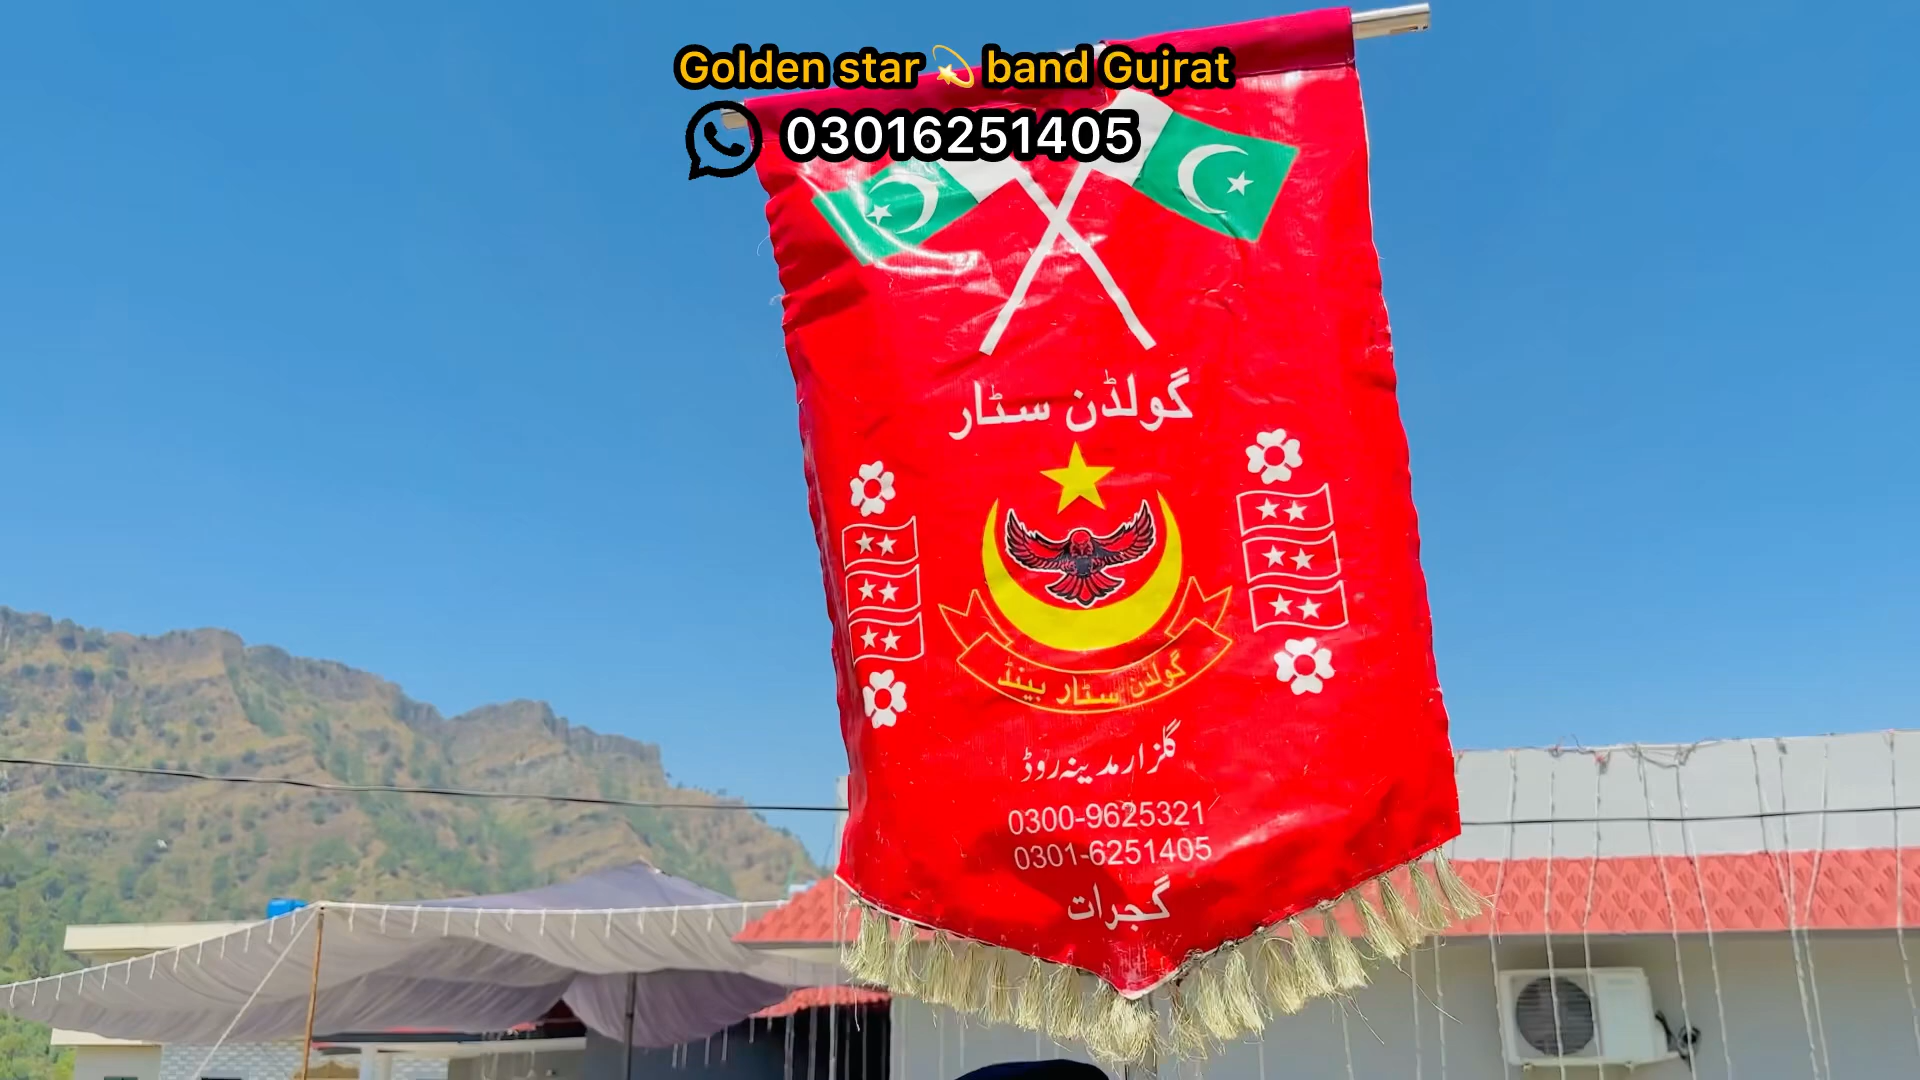 Golden star 💫 band Gujrat
03016251405
گولڈن سٹار
گولڈن سٹار بینڈ
گلزار مدینہ روڈ
0300-9625321
0301-6251405
گجرات